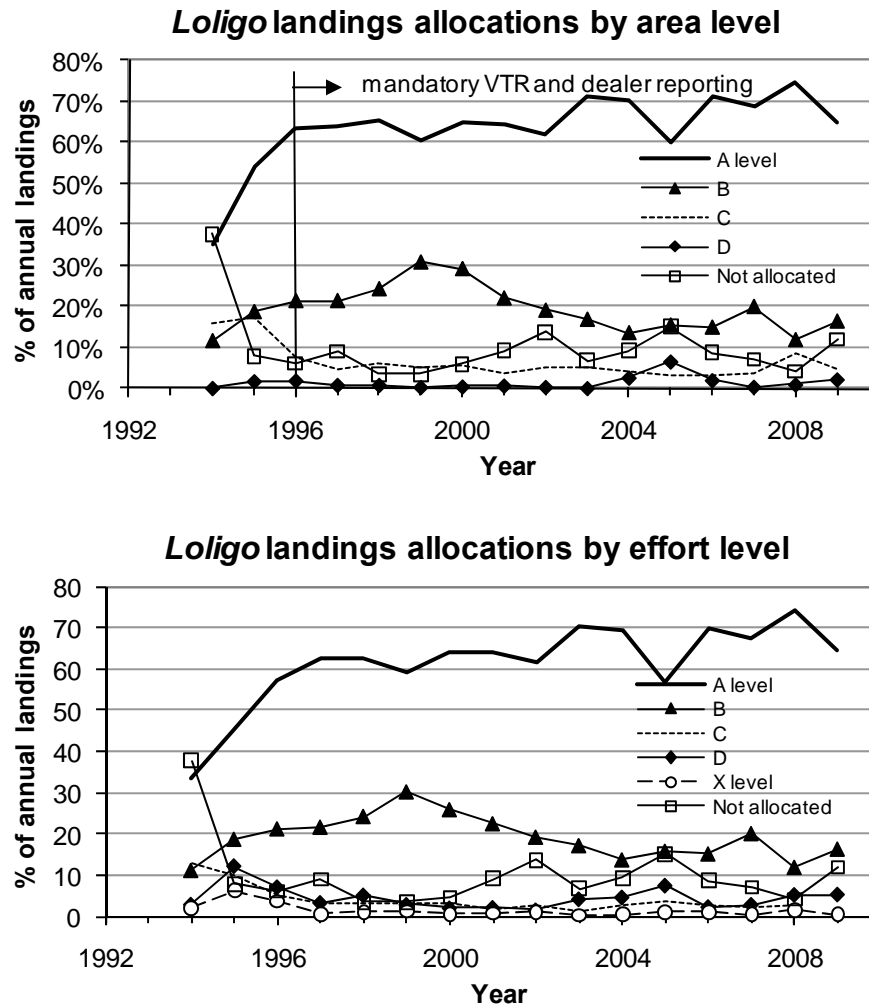 Loligo landings allocations by area level
80%
70%
60%
50%
40%
30%
20%
10%
0%
% of annual landings
mandatory VTR and dealer reporting
A level
B
C
D
Not allocated
1992
1996
2000
2004
2008
Year
Loligo landings allocations by effort level
80
70
60
50
40
30
20
10
0
% of annual landings
A level
B
C
D
X level
Not allocated
1992
1996
2000
2004
2008
Year